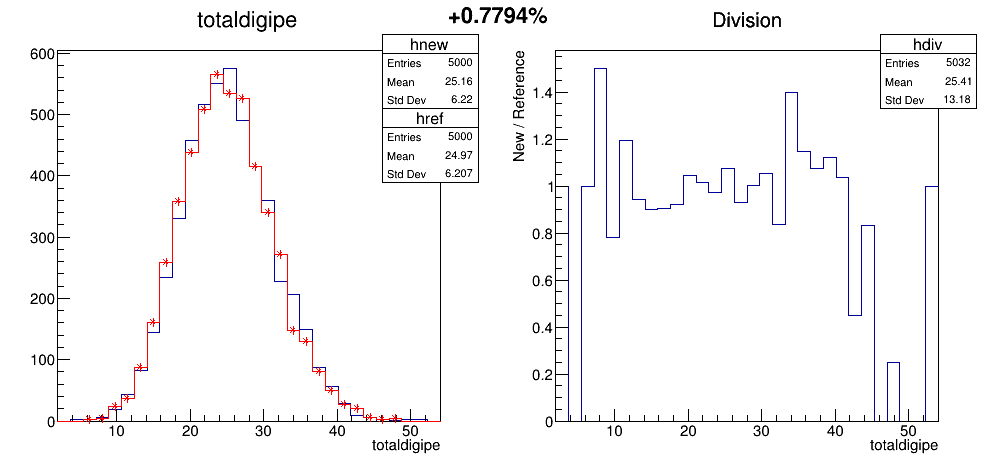 +0.7794%
totaldigipe
hnew
Entries 5000
Mean 25.16
Std Dev 6.22
href
Entries 5000
Mean 24.97
Std Dev 6.207
600
500
400
300
200
100
0
10 20 30 40 50
totaldigipe
Division
hdiv
Entries 5032
Mean 25.41
Std Dev 13.18
New / Reference
1.4
1.2
1
0.8
0.6
0.4
0.2
0
10 20 30 40 50
totaldigipe